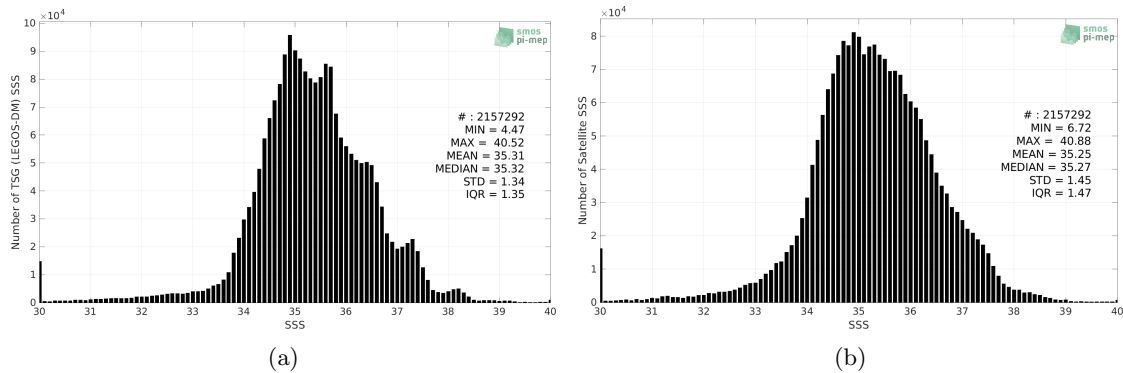 ×10⁴
10
9
8
7
6
5
4
3
2
1
0
Number of TSG (LEGOS-DM) SSS
smos
pi-mep
# : 2157292
MIN = 4.47
MAX = 40.52
MEAN = 35.31
MEDIAN = 35.32
STD = 1.34
IQR = 1.35
30 31 32 33 34 35 36 37 38 39 40
SSS
(a)
×10⁴
8
7
6
5
4
3
2
1
0
Number of Satellite SSS
smos
pi-mep
# : 2157292
MIN = 6.72
MAX = 40.88
MEAN = 35.25
MEDIAN = 35.27
STD = 1.45
IQR = 1.47
30 31 32 33 34 35 36 37 38 39 40
SSS
(b)